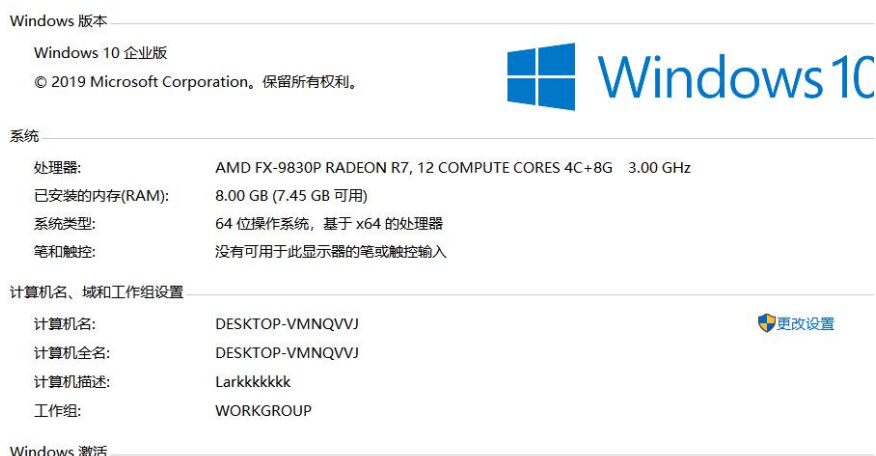 Windows 版本
Windows 10 企业版
© 2019 Microsoft Corporation。保留所有权利。
Windows 10
系统
处理器: AMD FX-9830P RADEON R7, 12 COMPUTE CORES 4C+8G 3.00 GHz
已安装的内存(RAM): 8.00 GB (7.45 GB 可用)
系统类型: 64 位操作系统，基于 x64 的处理器
笔和触控: 没有可用于此显示器的笔或触控输入
计算机名、域和工作组设置
计算机名: DESKTOP-VMNQVVJ 更改设置
计算机全名: DESKTOP-VMNQVVJ
计算机描述: Larkkkkkkk
工作组: WORKGROUP
Windows 激活